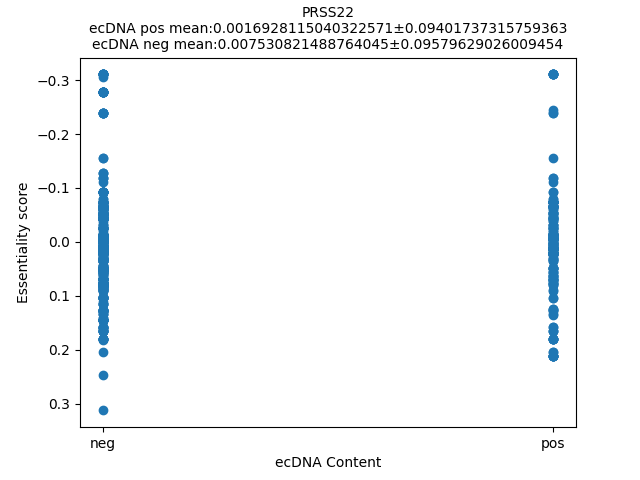 PRSS22
ecDNA pos mean:0.0016928115040322571±0.09401737315759363
ecDNA neg mean:0.007530821488764045±0.09579629026009454
−0.3
−0.2
−0.1
0.0
0.1
0.2
0.3
Essentiality score
neg
pos
ecDNA Content